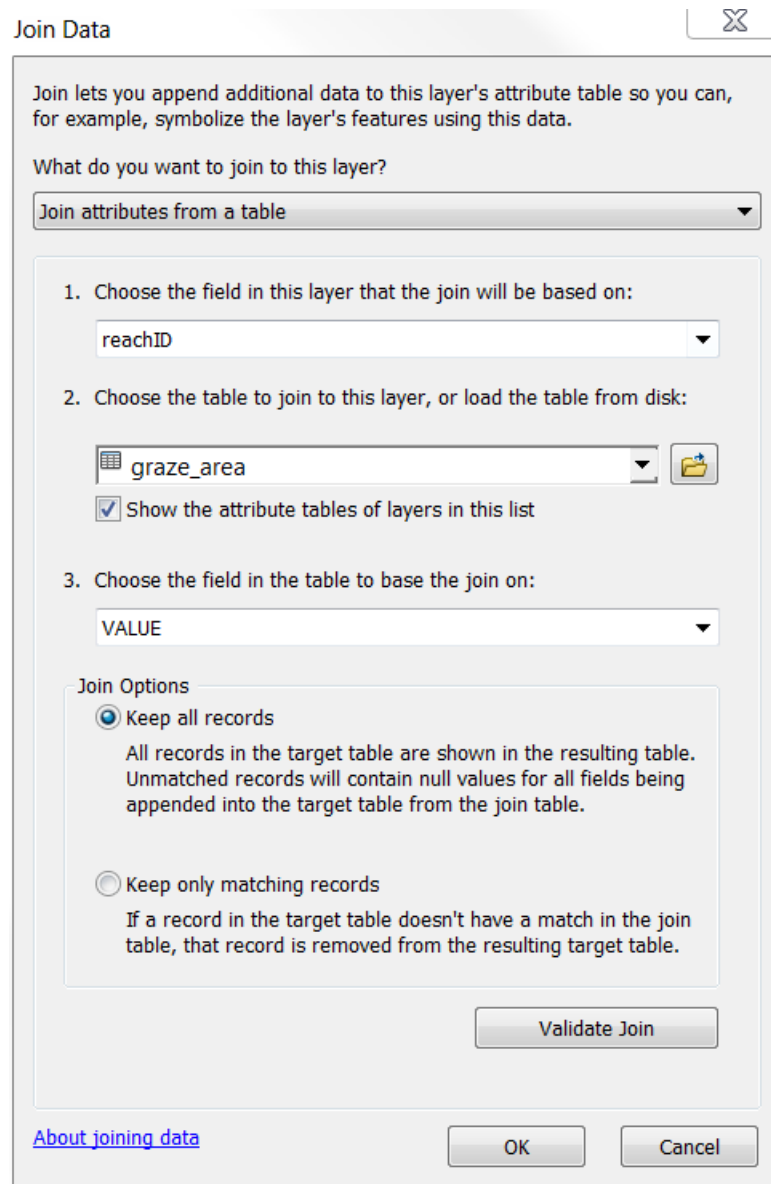 Join Data
Join lets you append additional data to this layer's attribute table so you can,
for example, symbolize the layer's features using this data.
What do you want to join to this layer?
Join attributes from a table
1. Choose the field in this layer that the join will be based on:
reachID
2. Choose the table to join to this layer, or load the table from disk:
graze_area
Show the attribute tables of layers in this list
3. Choose the field in the table to base the join on:
VALUE
Join Options
Keep all records
All records in the target table are shown in the resulting table.
Unmatched records will contain null values for all fields being
appended into the target table from the join table.
Keep only matching records
If a record in the target table doesn't have a match in the join
table, that record is removed from the resulting target table.
Validate Join
About joining data
OK
Cancel